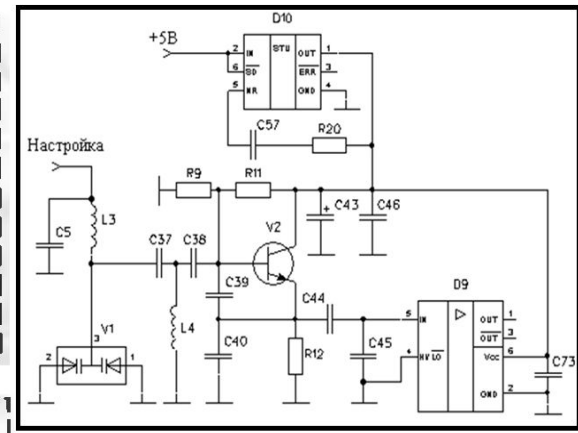 D10
+5В
2 IN STU OUT 1
6 SD ERR 3
5 NR GND 4
C57 R20
Настройка
R9 R11
L3 V2 C43 C46
C5
C37 C38
D9
C39
C44
5 IN OUT 1
L4 OUT 3
V1 3
C40 R12 C45 4 HV LO Vcc 6 C73
2 1
GND 2
1